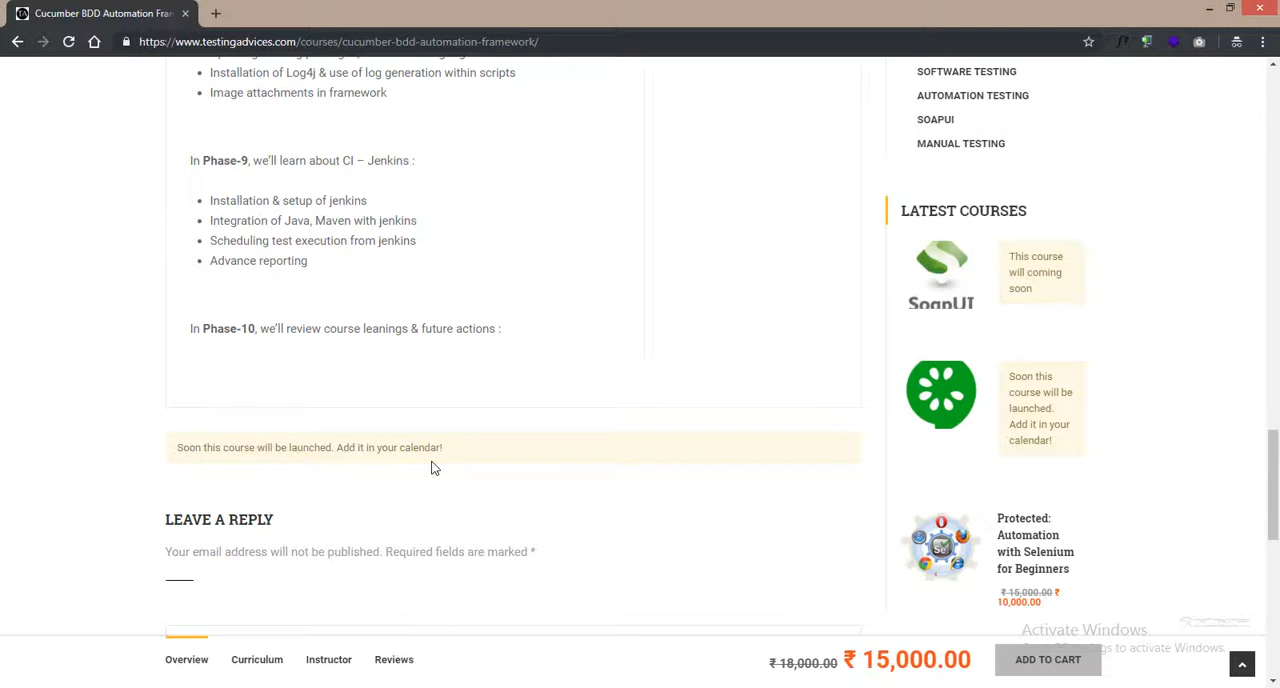 Cucumber BDD Automation Fra
https://www.testingadvices.com/courses/cucumber-bdd-automation-framework/
Installation of Log4j & use of log generation within scripts
Image attachments in framework
In Phase-9, we'll learn about CI – Jenkins :
Installation & setup of jenkins
Integration of Java, Maven with jenkins
Scheduling test execution from jenkins
Advance reporting
In Phase-10, we'll review course leanings & future actions :
Soon this course will be launched. Add it in your calendar!
LEAVE A REPLY
Your email address will not be published. Required fields are marked *
SOFTWARE TESTING
AUTOMATION TESTING
SOAPUI
MANUAL TESTING
LATEST COURSES
SoapUI
This course
will coming
soon
Soon this
course will be
launched.
Add it in your
calendar!
Se
Protected:
Automation
with Selenium
for Beginners
₹ 15,000.00 ₹
10,000.00
Activate Windows
to activate Windows.
Overview
Curriculum
Instructor
Reviews
₹ 18,000.00 ₹ 15,000.00
ADD TO CART